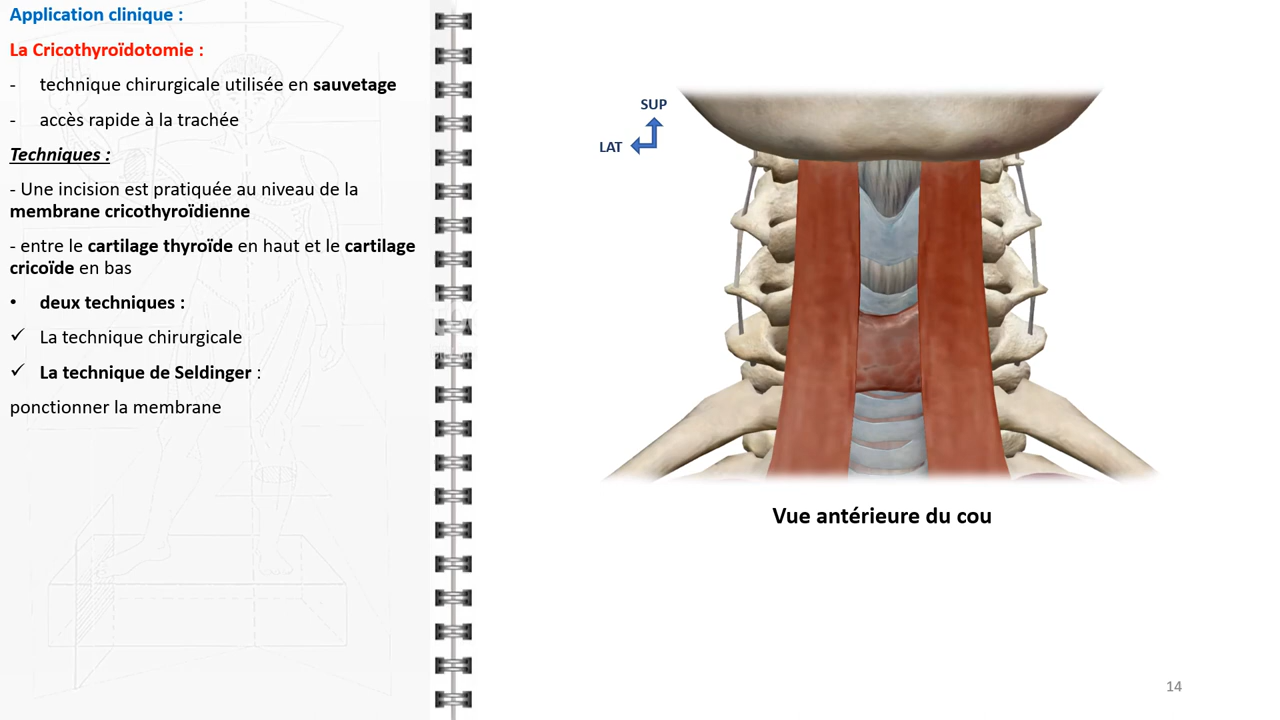 Application clinique :
La Cricothyroïdotomie :
- technique chirurgicale utilisée en sauvetage
- accès rapide à la trachée
Techniques :
- Une incision est pratiquée au niveau de la
membrane cricothyroïdienne
- entre le cartilage thyroïde en haut et le cartilage
cricoïde en bas
• deux techniques :
✓ La technique chirurgicale
✓ La technique de Seldinger :
ponctionner la membrane
SUP
LAT
Vue antérieure du cou
14